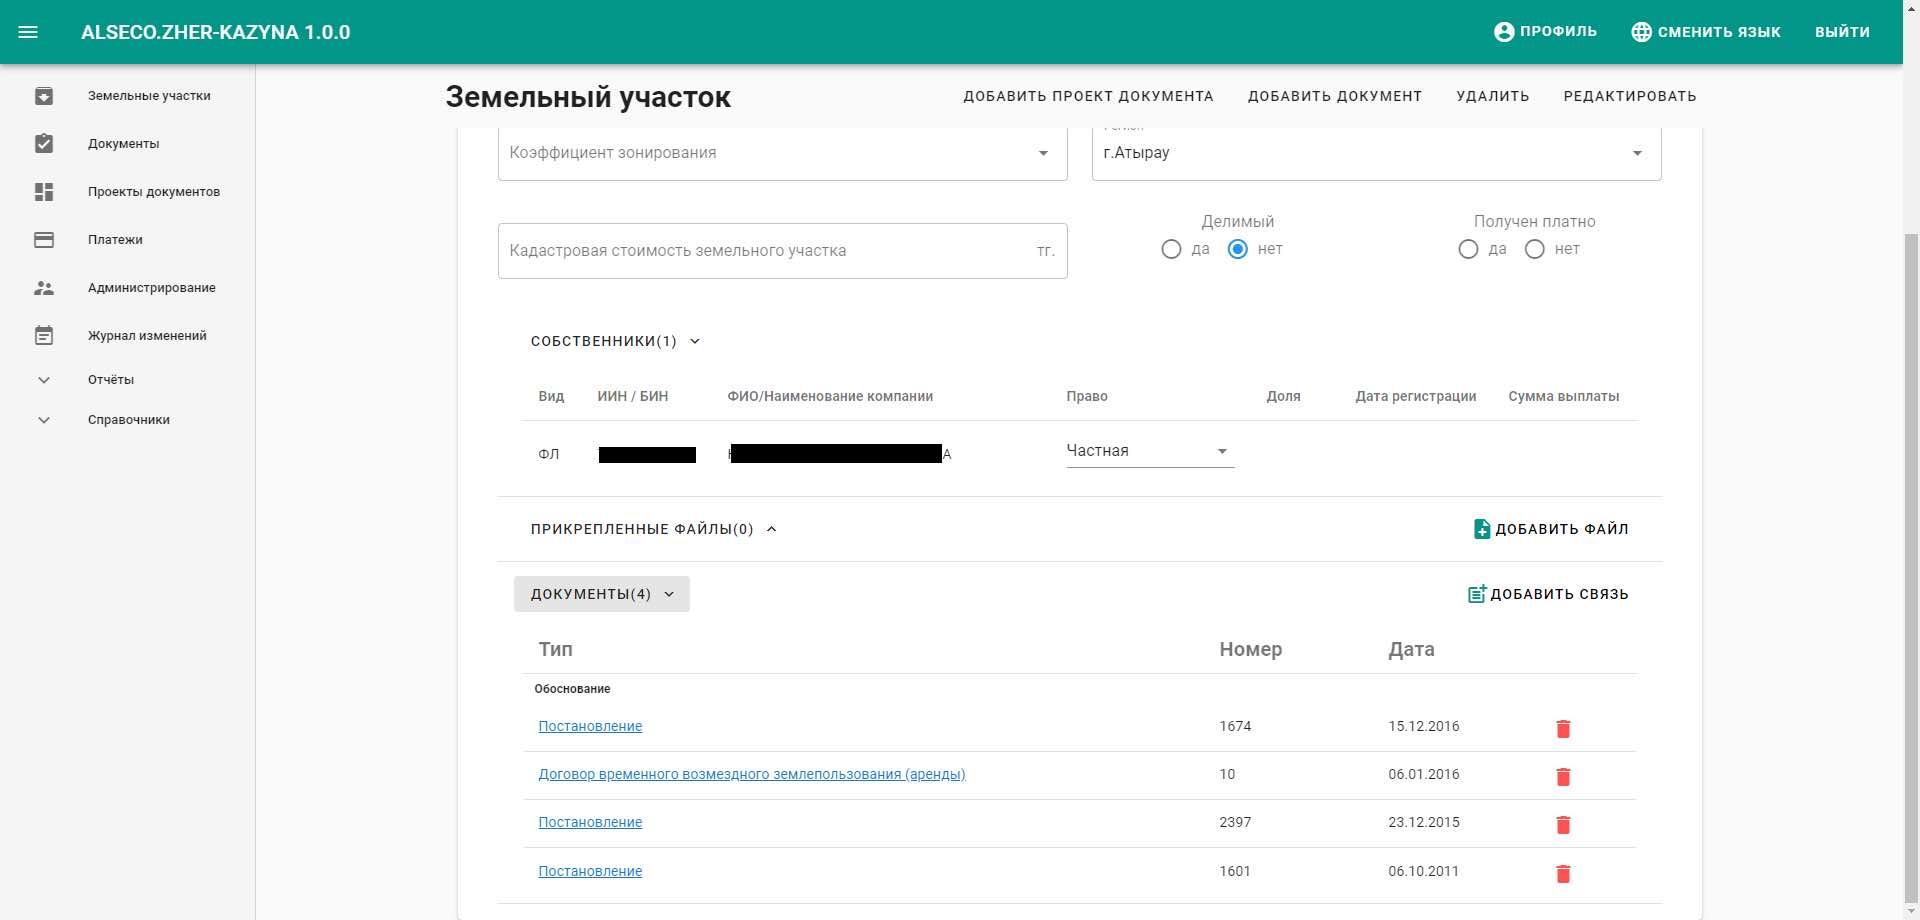 ALSECO.ZHER-KAZYNA 1.0.0
ПРОФИЛЬ
СМЕНИТЬ ЯЗЫК
ВЫЙТИ
Земельные участки
Документы
Проекты документов
Платежи
Администрирование
Журнал изменений
Отчёты
Справочники
Земельный участок
ДОБАВИТЬ ПРОЕКТ ДОКУМЕНТА
ДОБАВИТЬ ДОКУМЕНТ
УДАЛИТЬ
РЕДАКТИРОВАТЬ
Коэффициент зонирования
Регион
г.Атырау
Кадастровая стоимость земельного участка тг.
Делимый
да нет
Получен платно
да нет
СОБСТВЕННИКИ(1)
Вид ИИН / БИН ФИО/Наименование компании Право Доля Дата регистрации Сумма выплаты
ФЛ А Частная
ПРИКРЕПЛЕННЫЕ ФАЙЛЫ(0)
ДОБАВИТЬ ФАЙЛ
ДОКУМЕНТЫ(4)
ДОБАВИТЬ СВЯЗЬ
Тип Номер Дата
Обоснование
Постановление 1674 15.12.2016
Договор временного возмездного землепользования (аренды) 10 06.01.2016
Постановление 2397 23.12.2015
Постановление 1601 06.10.2011